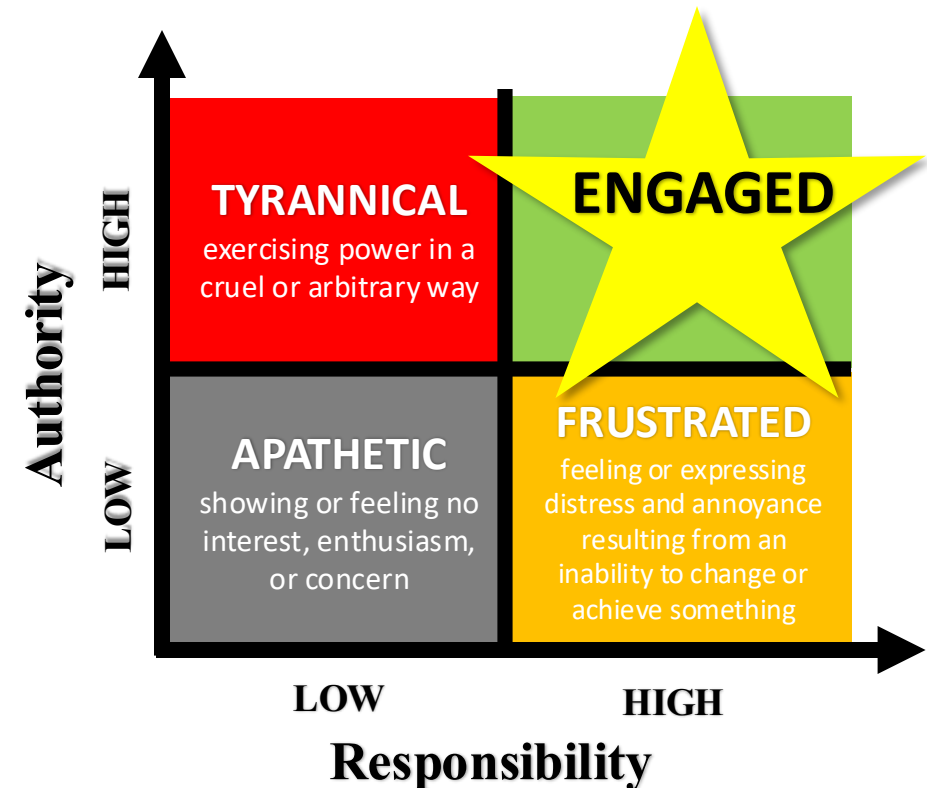 Authority
HIGH
LOW
TYRANNICAL
exercising power in a
cruel or arbitrary way
ENGAGED
APATHETIC
showing or feeling no
interest, enthusiasm,
or concern
FRUSTRATED
feeling or expressing
distress and annoyance
resulting from an
inability to change or
achieve something
LOW
HIGH
Responsibility